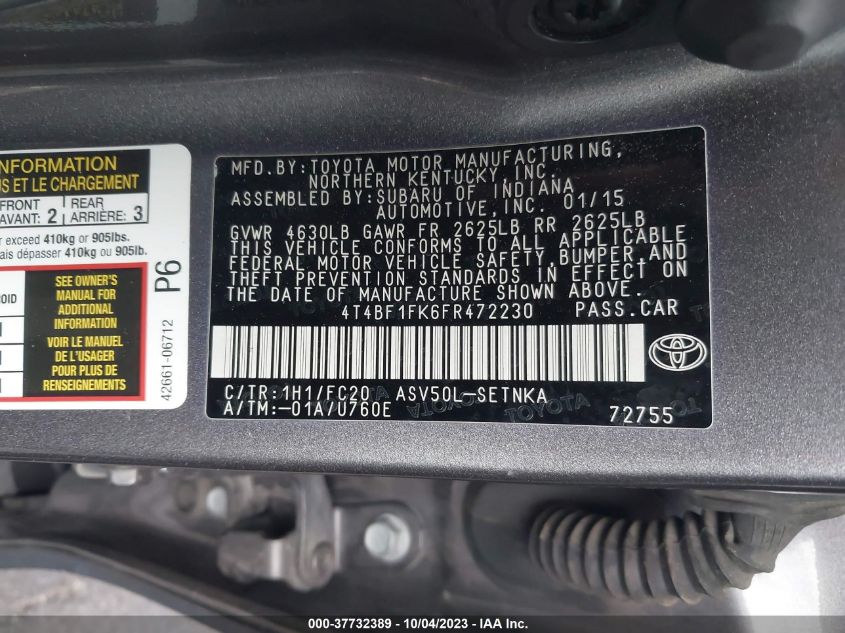 INFORMATION
US ET LE CHARGEMENT
FRONT
AVANT: 2
REAR
ARRIÈRE: 3
r exceed 410kg or 905lbs.
ais dépasser 410kg ou 905lb.
SEE OWNER'S
MANUAL FOR
ADDITIONAL
INFORMATION
VOIR LE MANUEL
DE L'USAGER
POUR PLUS DE
RENSEIGNEMENTS
P6
42661-06712
MFD.BY:TOYOTA MOTOR MANUFACTURING,
NORTHERN KENTUCKY, INC.
ASSEMBLED BY:SUBARU OF INDIANA
AUTOMOTIVE,INC. 01/15
GVWR 4630LB GAWR FR 2625LB RR 2625LB
THIS VEHICLE CONFORMS TO ALL APPLICABLE
FEDERAL MOTOR VEHICLE SAFETY,BUMPER,AND
THEFT PREVENTION STANDARDS IN EFFECT ON
THE DATE OF MANUFACTURE SHOWN ABOVE.
4T4BF1FK6FR472230 PASS.CAR
C/TR:1H1/FC20 ASV50L-SETNKA
A/TM:-01A/U760E
72755
000-37732389 - 10/04/2023 - IAA Inc.